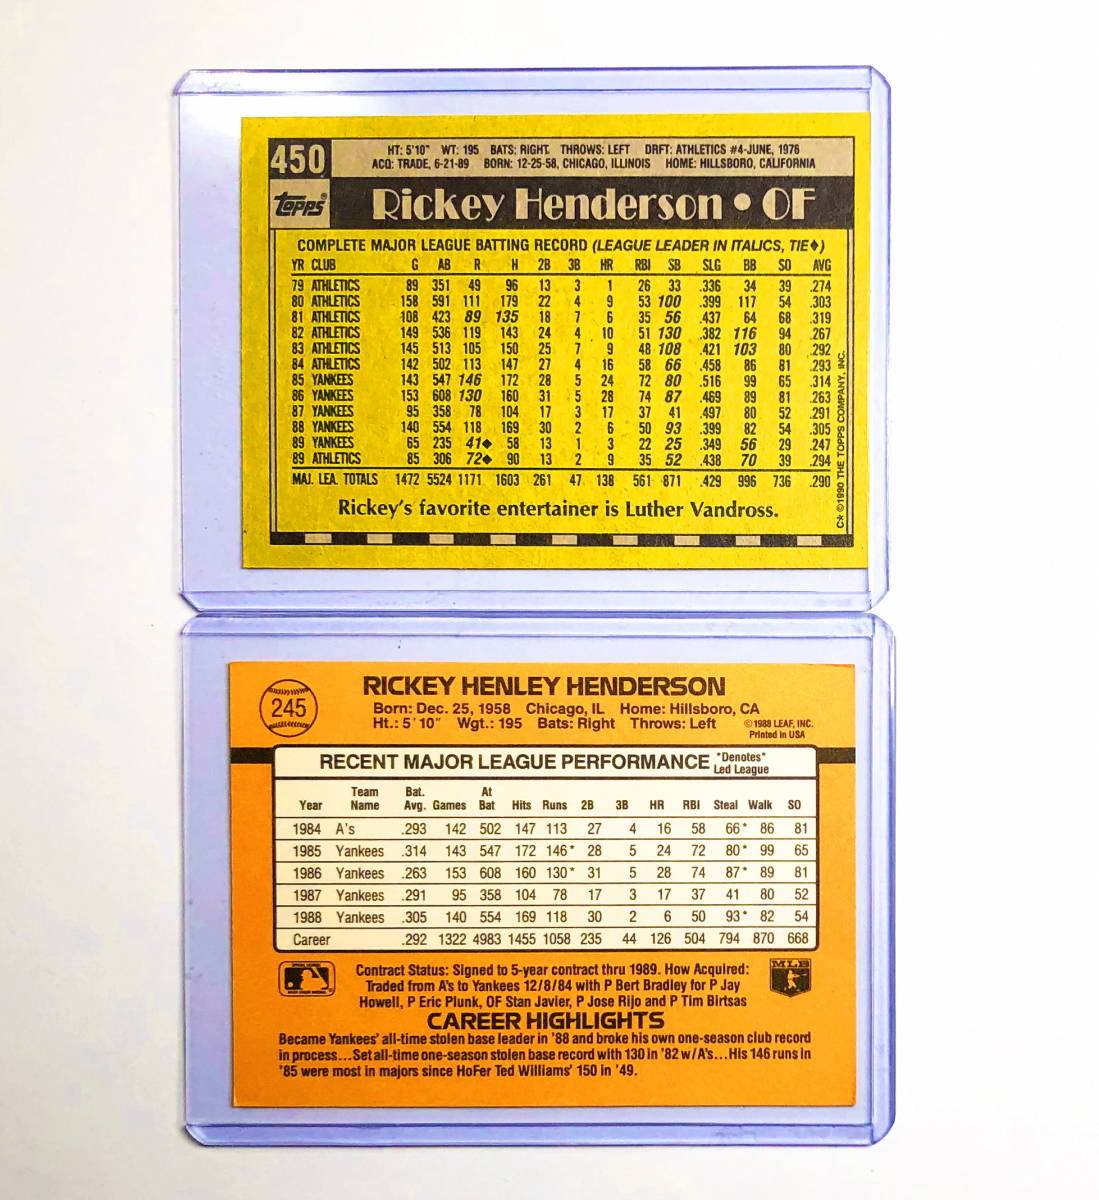 450
HT: 5'10" WT: 195 BATS: RIGHT THROWS: LEFT DRFT: ATHLETICS #4-JUNE, 1976
ACQ: TRADE, 6-21-89 BORN: 12-25-58, CHICAGO, ILLINOIS HOME: HILLSBORO, CALIFORNIA
TOPPS®
Rickey Henderson • OF
COMPLETE MAJOR LEAGUE BATTING RECORD (LEAGUE LEADER IN ITALICS, TIE♦)
YR CLUB G AB R H 2B 3B HR RBI SB SLG BB SO AVG
79 ATHLETICS 89 351 49 96 13 3 1 26 33 .336 34 39 .274
80 ATHLETICS 158 591 111 179 22 4 9 53 100 .399 117 54 .303
81 ATHLETICS 108 423 89 135 18 7 6 35 56 .437 64 68 .319
82 ATHLETICS 149 536 119 143 24 4 10 51 130 .382 116 94 .267
83 ATHLETICS 145 513 105 150 25 7 9 48 108 .421 103 80 .292
84 ATHLETICS 142 502 113 147 27 4 16 58 66 .458 86 81 .293
85 YANKEES 143 547 146 172 28 5 24 72 80 .516 99 65 .314
86 YANKEES 153 608 130 160 31 5 28 74 87 .469 89 81 .263
87 YANKEES 95 358 78 104 17 3 17 37 41 .497 80 52 .291
88 YANKEES 140 554 118 169 30 2 6 50 93 .399 82 54 .305
89 YANKEES 65 235 41♦ 58 13 1 3 22 25 .349 56 29 .247
89 ATHLETICS 85 306 72♦ 90 13 2 9 35 52 .438 70 39 .294
MAJ. LEA. TOTALS 1472 5524 1171 1603 261 47 138 561 871 .429 996 736 .290
Rickey's favorite entertainer is Luther Vandross.
C★ ©1990 THE TOPPS COMPANY, INC.
245
RICKEY HENLEY HENDERSON
Born: Dec. 25, 1958 Chicago, IL Home: Hillsboro, CA
Ht.: 5' 10" Wgt.: 195 Bats: Right Throws: Left
©1988 LEAF, INC.
Printed in USA
RECENT MAJOR LEAGUE PERFORMANCE *Denotes*
Led League
Year Team Name Bat. Avg. Games At Bat Hits Runs 2B 3B HR RBI Steal Walk SO
1984 A's .293 142 502 147 113 27 4 16 58 66* 86 81
1985 Yankees .314 143 547 172 146* 28 5 24 72 80* 99 65
1986 Yankees .263 153 608 160 130* 31 5 28 74 87* 89 81
1987 Yankees .291 95 358 104 78 17 3 17 37 41 80 52
1988 Yankees .305 140 554 169 118 30 2 6 50 93* 82 54
Career .292 1322 4983 1455 1058 235 44 126 504 794 870 668
Contract Status: Signed to 5-year contract thru 1989. How Acquired:
Traded from A's to Yankees 12/8/84 with P Bert Bradley for P Jay
Howell, P Eric Plunk, OF Stan Javier, P Jose Rijo and P Tim Birtsas
MLB
CAREER HIGHLIGHTS
Became Yankees' all-time stolen base leader in '88 and broke his own one-season club record
in process...Set all-time one-season stolen base record with 130 in '82 w/A's...His 146 runs in
'85 were most in majors since HoFer Ted Williams' 150 in '49.